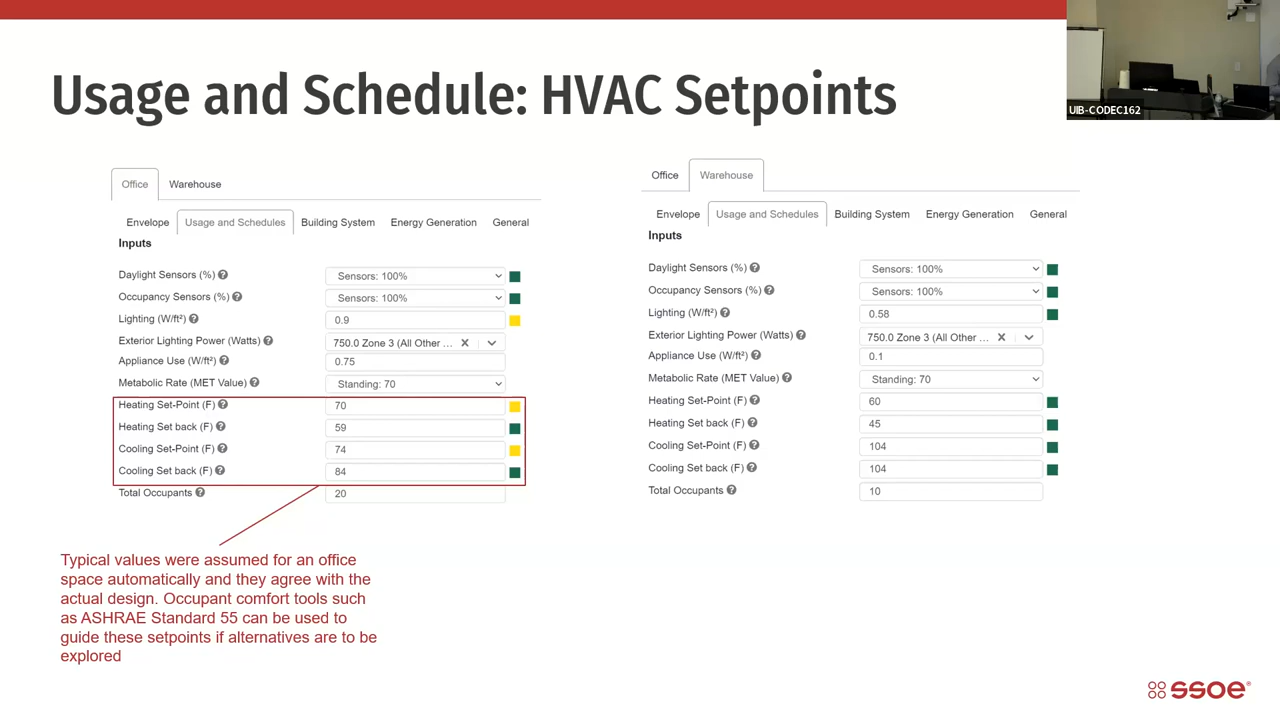 Usage and Schedule: HVAC Setpoints
UIB-CODEC162
Office Warehouse
Envelope Usage and Schedules Building System Energy Generation General
Inputs
Daylight Sensors (%) Sensors: 100%
Occupancy Sensors (%) Sensors: 100%
Lighting (W/ft²) 0.9
Exterior Lighting Power (Watts) 750.0 Zone 3 (All Other ...
Appliance Use (W/ft²) 0.75
Metabolic Rate (MET Value) Standing: 70
Heating Set-Point (F) 70
Heating Set back (F) 59
Cooling Set-Point (F) 74
Cooling Set back (F) 84
Total Occupants 20
Office Warehouse
Envelope Usage and Schedules Building System Energy Generation General
Inputs
Daylight Sensors (%) Sensors: 100%
Occupancy Sensors (%) Sensors: 100%
Lighting (W/ft²) 0.58
Exterior Lighting Power (Watts) 750.0 Zone 3 (All Other ...
Appliance Use (W/ft²) 0.1
Metabolic Rate (MET Value) Standing: 70
Heating Set-Point (F) 60
Heating Set back (F) 45
Cooling Set-Point (F) 104
Cooling Set back (F) 104
Total Occupants 10
Typical values were assumed for an office
space automatically and they agree with the
actual design. Occupant comfort tools such
as ASHRAE Standard 55 can be used to
guide these setpoints if alternatives are to be
explored
ssoe®